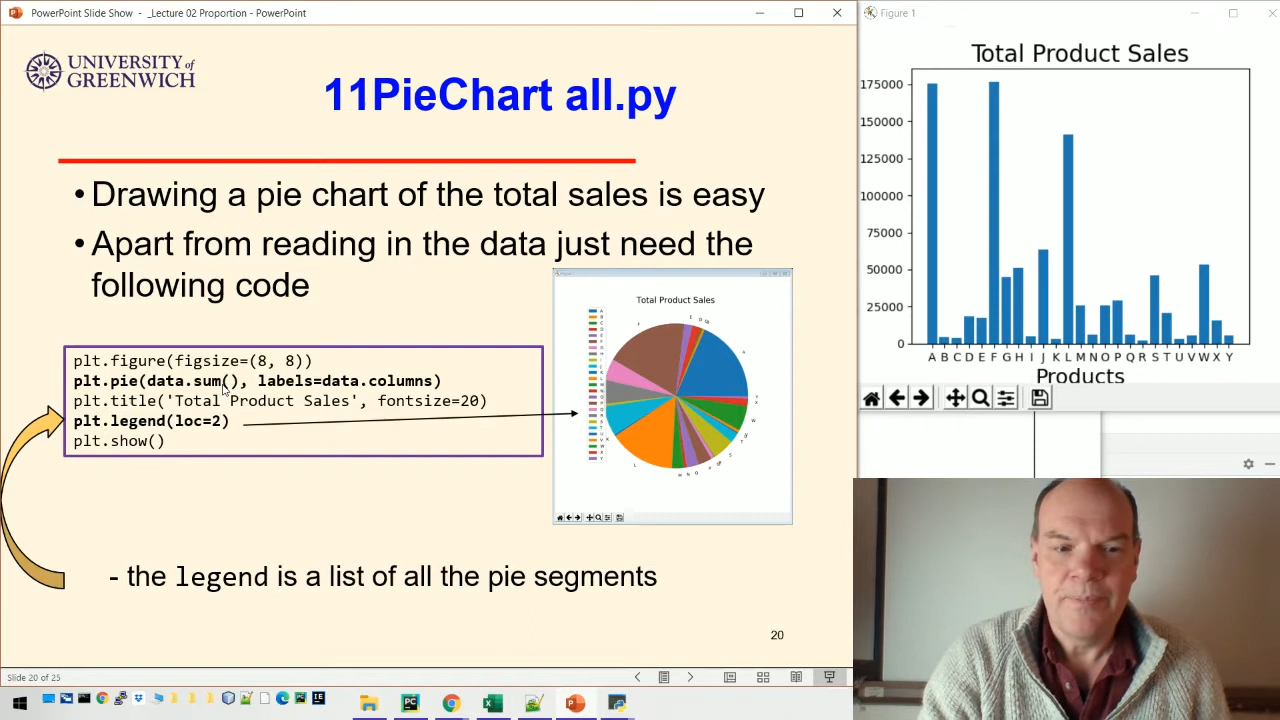 PowerPoint Slide Show - _Lecture 02 Proportion - PowerPoint
UNIVERSITY of
GREENWICH
11PieChart all.py
•Drawing a pie chart of the total sales is easy
•Apart from reading in the data just need the
following code
plt.figure(figsize=(8, 8))
plt.pie(data.sum(), labels=data.columns)
plt.title('Total Product Sales', fontsize=20)
plt.legend(loc=2)
plt.show()
Total Product Sales
- the legend is a list of all the pie segments
20
Slide 20 of 25
Figure 1
Total Product Sales
175000
150000
125000
100000
75000
50000
25000
0
A B C D E F G H I J K L M N O P Q R S T U V W X Y
Products